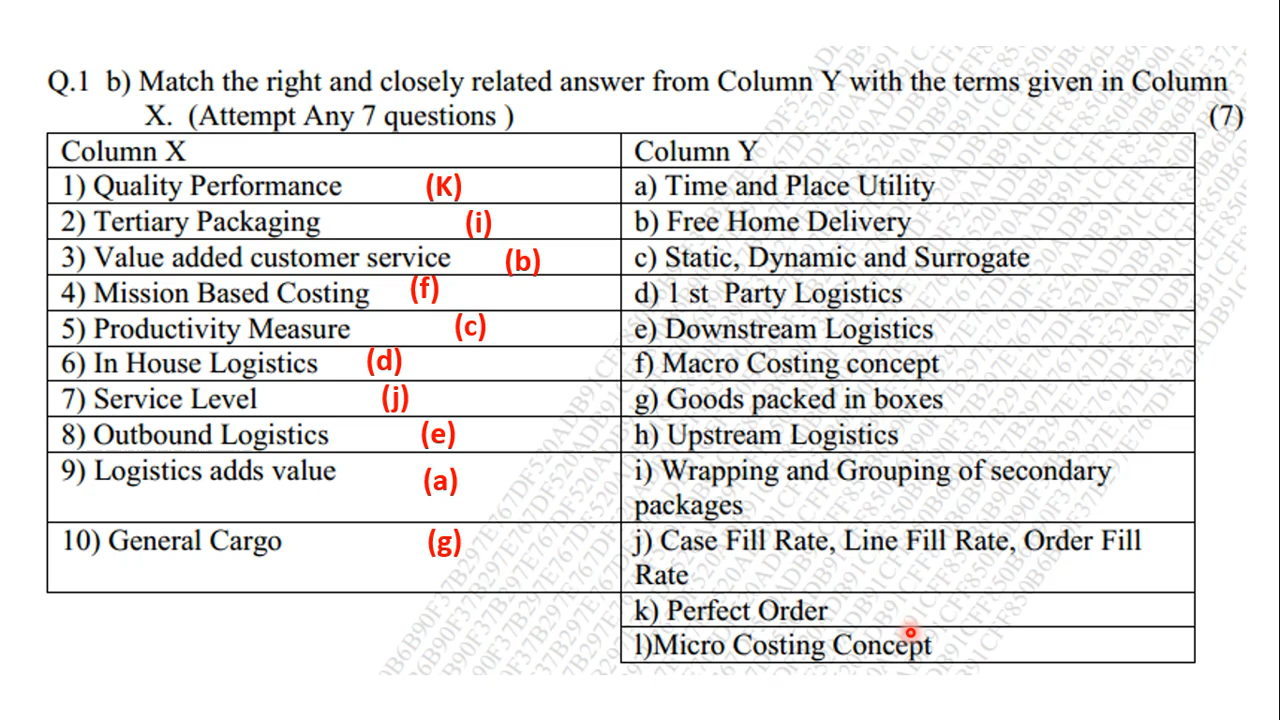 Q.1 b) Match the right and closely related answer from Column Y with the terms given in Column
X. (Attempt Any 7 questions ) (7)
Column X Column Y
1) Quality Performance (K) a) Time and Place Utility
2) Tertiary Packaging (i) b) Free Home Delivery
3) Value added customer service (b) c) Static, Dynamic and Surrogate
4) Mission Based Costing (f) d) 1 st Party Logistics
5) Productivity Measure (c) e) Downstream Logistics
6) In House Logistics (d) f) Macro Costing concept
7) Service Level (j) g) Goods packed in boxes
8) Outbound Logistics (e) h) Upstream Logistics
9) Logistics adds value (a) i) Wrapping and Grouping of secondary
packages
10) General Cargo (g) j) Case Fill Rate, Line Fill Rate, Order Fill
Rate
k) Perfect Order
l)Micro Costing Concept